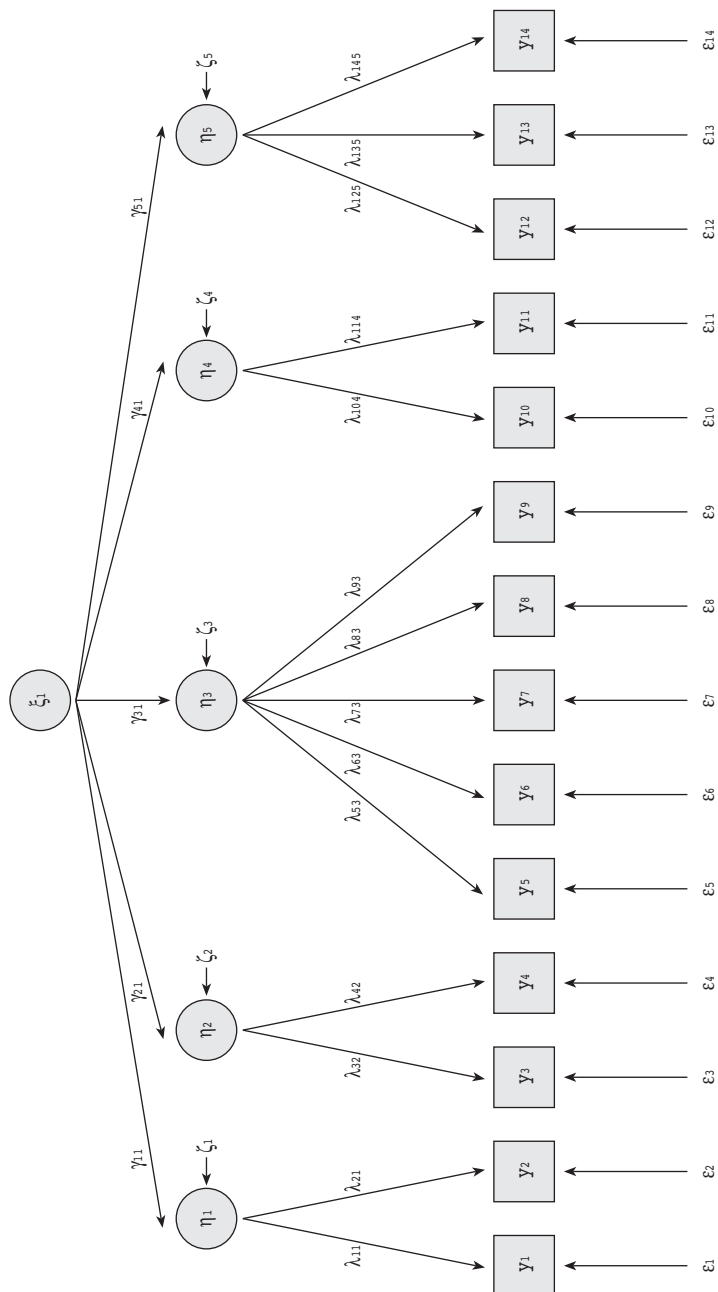 ξ1
γ11 γ21 γ31 γ41 γ51
η1 ζ1 η2 ζ2 η3 ζ3 η4 ζ4 η5 ζ5
λ11 λ21 λ32 λ42 λ53 λ63 λ73 λ83 λ93 λ104 λ114 λ125 λ135 λ145
y1 y2 y3 y4 y5 y6 y7 y8 y9 y10 y11 y12 y13 y14
ε1 ε2 ε3 ε4 ε5 ε6 ε7 ε8 ε9 ε10 ε11 ε12 ε13 ε14